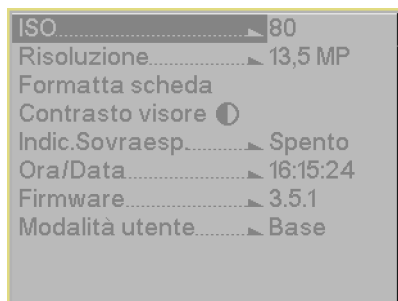 ISO 80
Risoluzione 13,5 MP
Formatta scheda
Contrasto visore
Indic.Sovraesp. Spento
Ora/Data 16:15:24
Firmware 3.5.1
Modalità utente Base